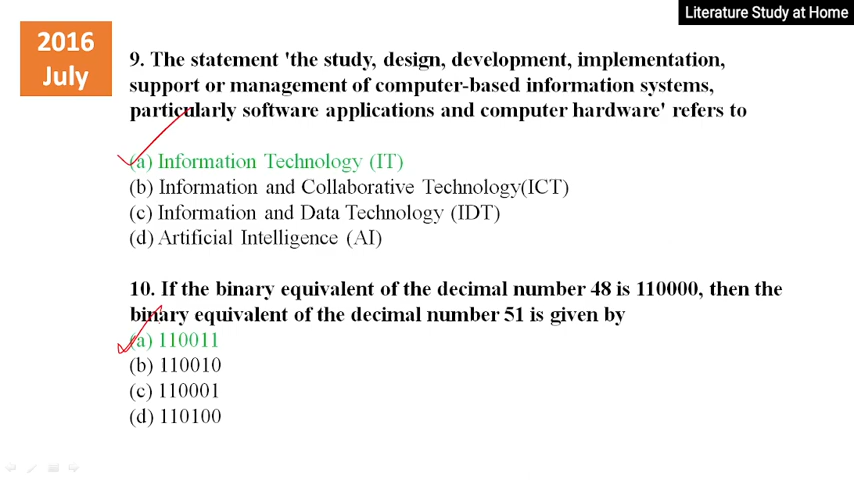 Literature Study at Home
2016
July
9. The statement 'the study, design, development, implementation,
support or management of computer-based information systems,
particularly software applications and computer hardware' refers to
(a) Information Technology (IT)
(b) Information and Collaborative Technology(ICT)
(c) Information and Data Technology (IDT)
(d) Artificial Intelligence (AI)
10. If the binary equivalent of the decimal number 48 is 110000, then the
binary equivalent of the decimal number 51 is given by
(a) 110011
(b) 110010
(c) 110001
(d) 110100